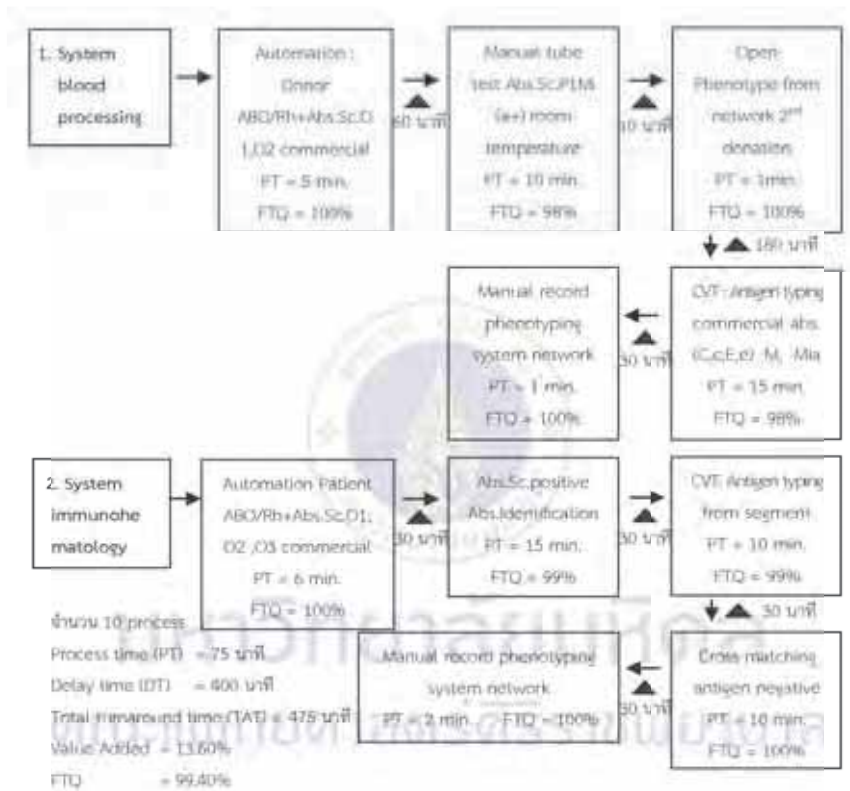 1. System
blood
processing
Automation :
Donor
ABO/Rh+Abs.Sc.O
1,O2 commercial
PT = 5 min.
FTQ = 100%
60 นาที
Manual tube
test Abs.Sc.P1Mi
(a+) room
temperature
PT = 10 min.
FTQ = 98%
10 นาที
Open
Phenotype from
network 2nd
donation
PT = 1min.
FTQ = 100%
180 นาที
CVT : Antigen typing
commercial abs.
(C,c,E,e) M, Mia
PT = 15 min.
FTQ = 98%
30 นาที
Manual record
phenotyping
system network
PT = 1 min.
FTQ = 100%
2. System
immunohe
matology
Automation Patient
ABO/Rh+Abs.Sc.O1,
O2 ,O3 commercial
PT = 6 min.
FTQ = 100%
30 นาที
Abs.Sc.positive
Abs.Idenification
PT = 15 min.
FTQ = 99%
30 นาที
CVT: Antigen typing
from segment
PT = 10 min.
FTQ = 99%
30 นาที
Cross matching
antigen negative
PT = 10 min.
FTQ = 100%
30 นาที
Manual record phenotyping
system network
PT = 2 min. FTQ = 100%
จำนวน 10 process
Process time (PT) = 75 นาที
Delay time (DT) = 400 นาที
Total turnaround time (TAT) = 475 นาที
Value Added = 13.60%
FTQ = 99.40%